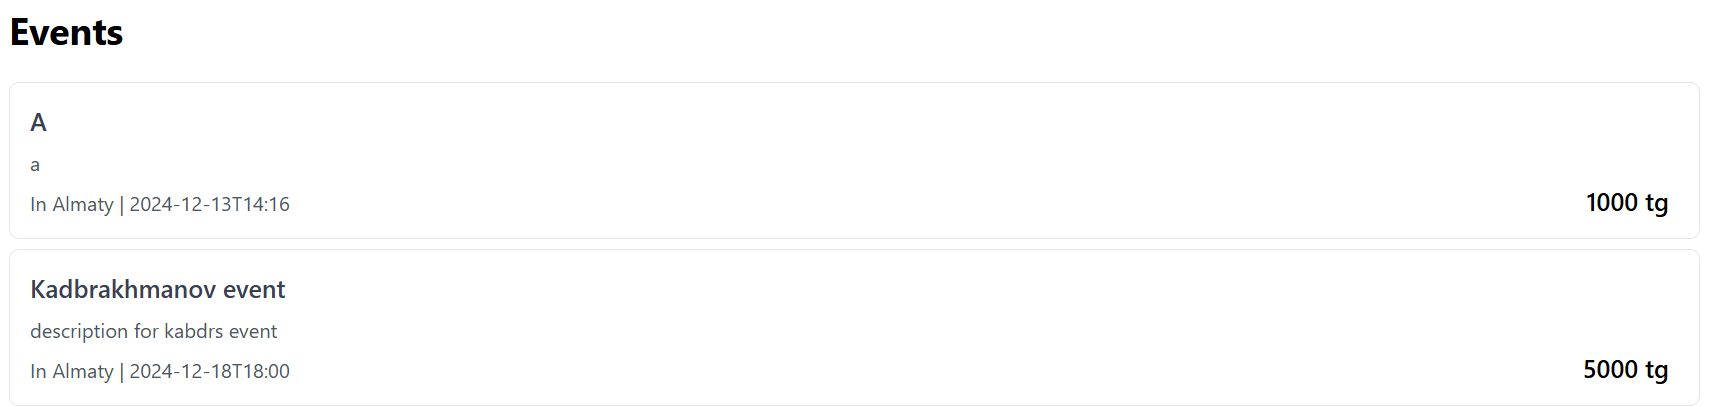 Events
A
a
In Almaty | 2024-12-13T14:16
1000 tg
Kadbrakhmanov event
description for kabdrs event
In Almaty | 2024-12-18T18:00
5000 tg